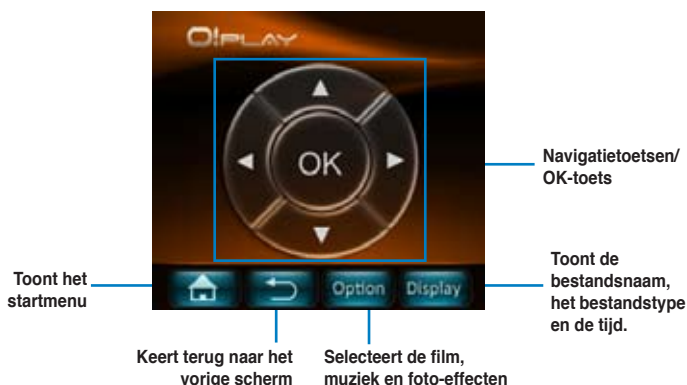 O!PLAY
OK
Navigatietoetsen/
OK-toets
Toont het
startmenu
Option
Display
Toont de
bestandsnaam,
het bestandstype
en de tijd.
Keert terug naar het
vorige scherm
Selecteert de film,
muziek en foto-effecten